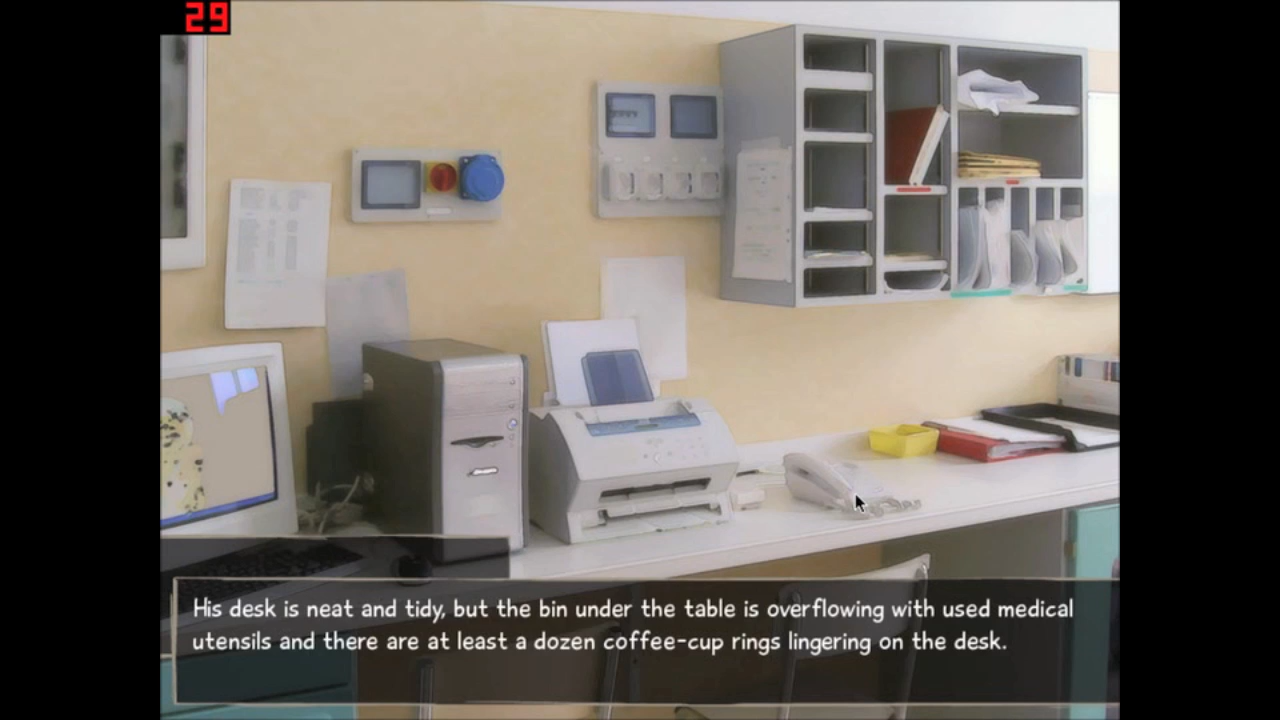 29
His desk is neat and tidy, but the bin under the table is overflowing with used medical
utensils and there are at least a dozen coffee-cup rings lingering on the desk.